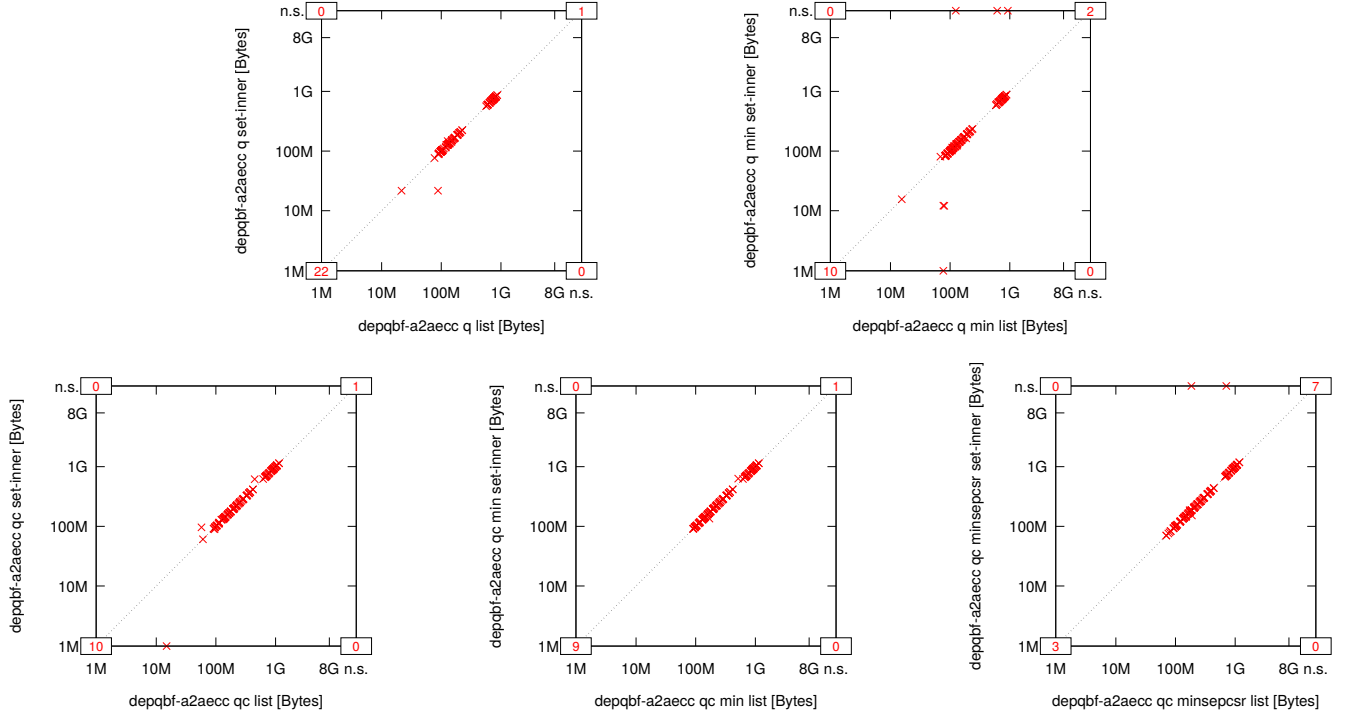 n.s. 0 1
8G
1G
100M
10M
1M 22 0
1M 10M 100M 1G 8G n.s.
depqbf-a2aecc q set-inner [Bytes]
depqbf-a2aecc q list [Bytes]
n.s. 0 2
8G
1G
100M
10M
1M 10 0
1M 10M 100M 1G 8G n.s.
depqbf-a2aecc q min set-inner [Bytes]
depqbf-a2aecc q min list [Bytes]
n.s. 0 1
8G
1G
100M
10M
1M 10 0
1M 10M 100M 1G 8G n.s.
depqbf-a2aecc qc set-inner [Bytes]
depqbf-a2aecc qc list [Bytes]
n.s. 0 1
8G
1G
100M
10M
1M 9 0
1M 10M 100M 1G 8G n.s.
depqbf-a2aecc qc min set-inner [Bytes]
depqbf-a2aecc qc min list [Bytes]
n.s. 0 7
8G
1G
100M
10M
1M 3 0
1M 10M 100M 1G 8G n.s.
depqbf-a2aecc qc minsepcsr set-inner [Bytes]
depqbf-a2aecc qc minsepcsr list [Bytes]